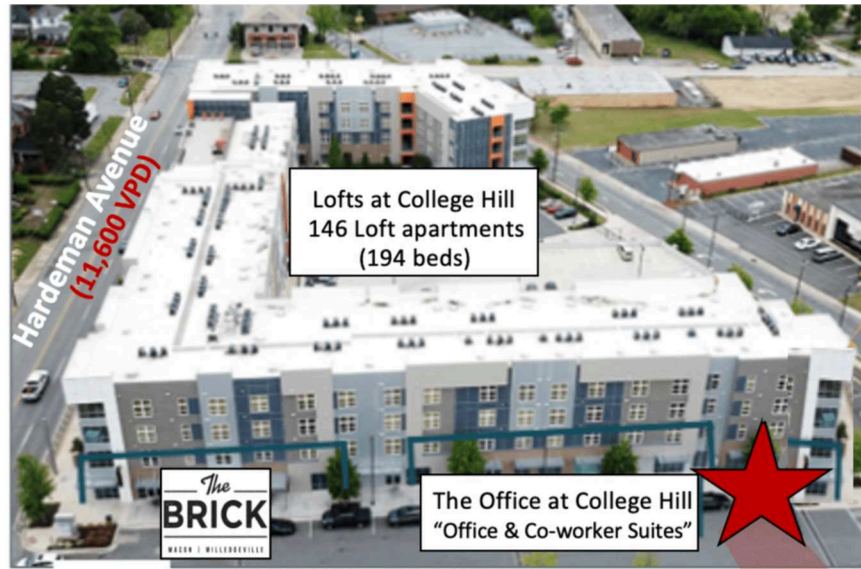 Hardeman Avenue
(11,600 VPD)
Lofts at College Hill
146 Loft apartments
(194 beds)
The
BRICK
MACON | MILLEDGEVILLE
The Office at College Hill
“Office & Co-worker Suites”